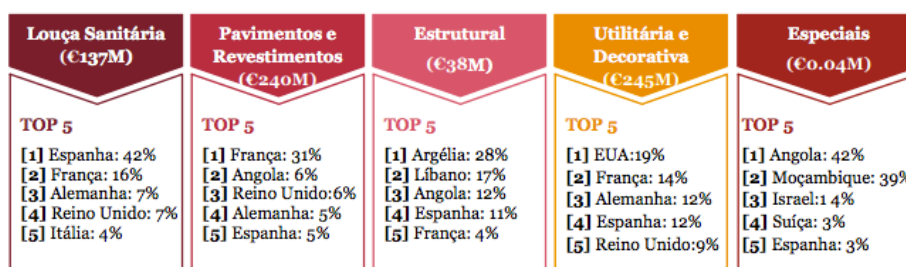 Louça Sanitária
(€137M)
TOP 5
[1] Espanha: 42%
[2] França: 16%
[3] Alemanha: 7%
[4] Reino Unido: 7%
[5] Itália: 4%
Pavimentos e
Revestimentos
(€240M)
TOP 5
[1] França: 31%
[2] Angola: 6%
[3] Reino Unido:6%
[4] Alemanha: 5%
[5] Espanha: 5%
Estrutural
(€38M)
TOP 5
[1] Argélia: 28%
[2] Líbano: 17%
[3] Angola: 12%
[4] Espanha: 11%
[5] França: 4%
Utilitária e
Decorativa
(€245M)
TOP 5
[1] EUA:19%
[2] França: 14%
[3] Alemanha: 12%
[4] Espanha: 12%
[5] Reino Unido:9%
Especiais
(€0.04M)
TOP 5
[1] Angola: 42%
[2] Moçambique: 39%
[3] Israel:1 4%
[4] Suíça: 3%
[5] Espanha: 3%